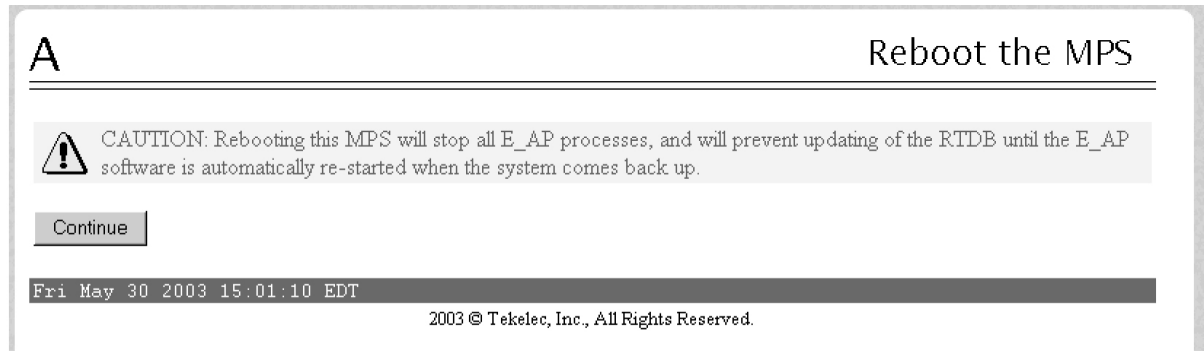 A
Reboot the MPS
CAUTION: Rebooting this MPS will stop all E_AP processes, and will prevent updating of the RTDB until the E_AP
software is automatically re-started when the system comes back up.
Continue
Fri May 30 2003 15:01:10 EDT
2003 © Tekelec, Inc., All Rights Reserved.